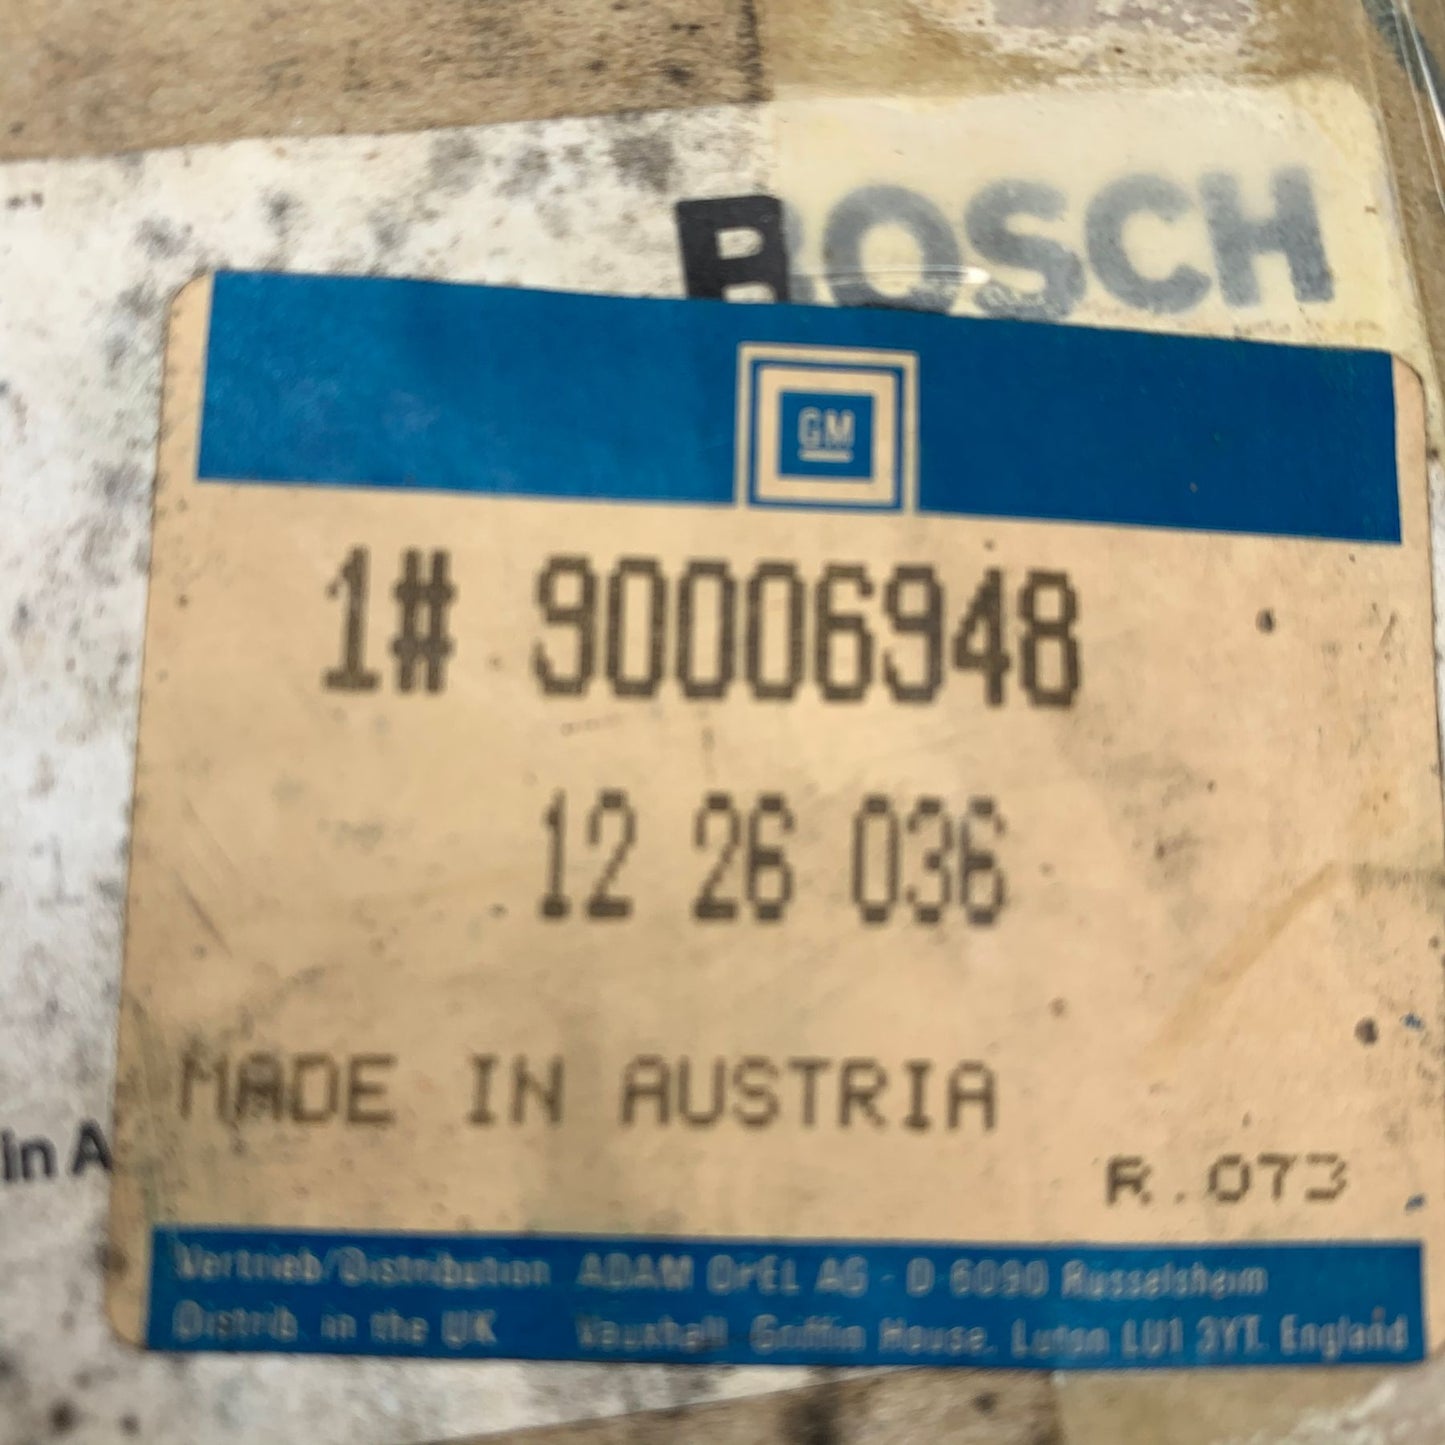 BOSCH
GM
1# 90006948
12 26 036
MADE IN AUSTRIA
in A
R.073
Vertrieb/Distribution ADAM OPEL AG - D 6090 Rüsselsheim
Distrib. in the UK Vauxhall Griffin House, Luton LU1 3YT. England